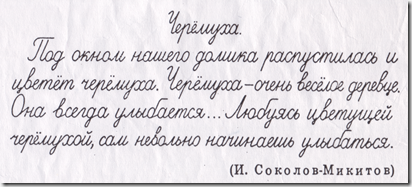 Черёмуха.
Под окном нашего домика распустилась и
цветёт черёмуха. Черёмуха – очень весёлое деревце.
Она всегда улыбается... Любуясь цветущей
черёмухой, сам невольно начинаешь улыбаться.
(И. Соколов-Микитов)